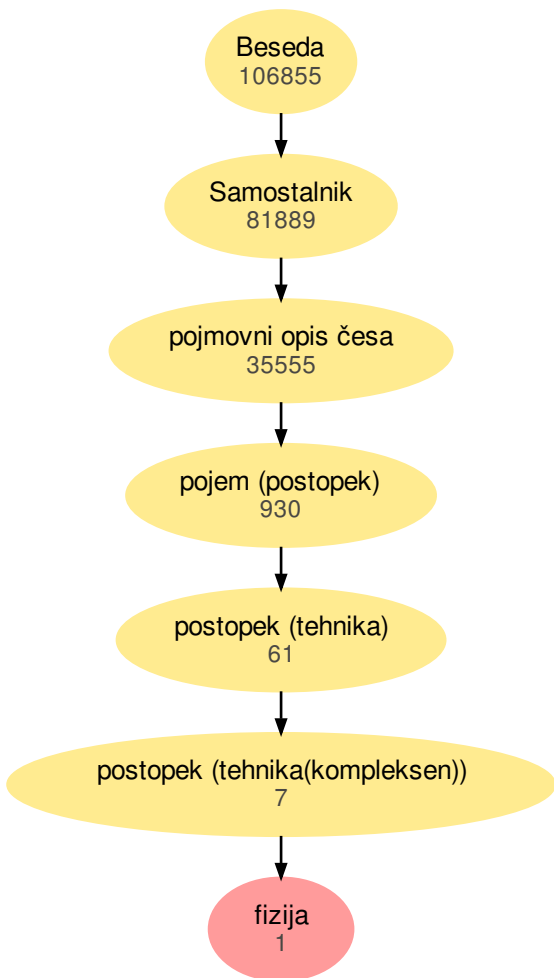 Beseda
106855
Samostalnik
81889
pojmovni opis česa
35555
pojem (postopek)
930
postopek (tehnika)
61
postopek (tehnika(kompleksen))
7
fizija
1